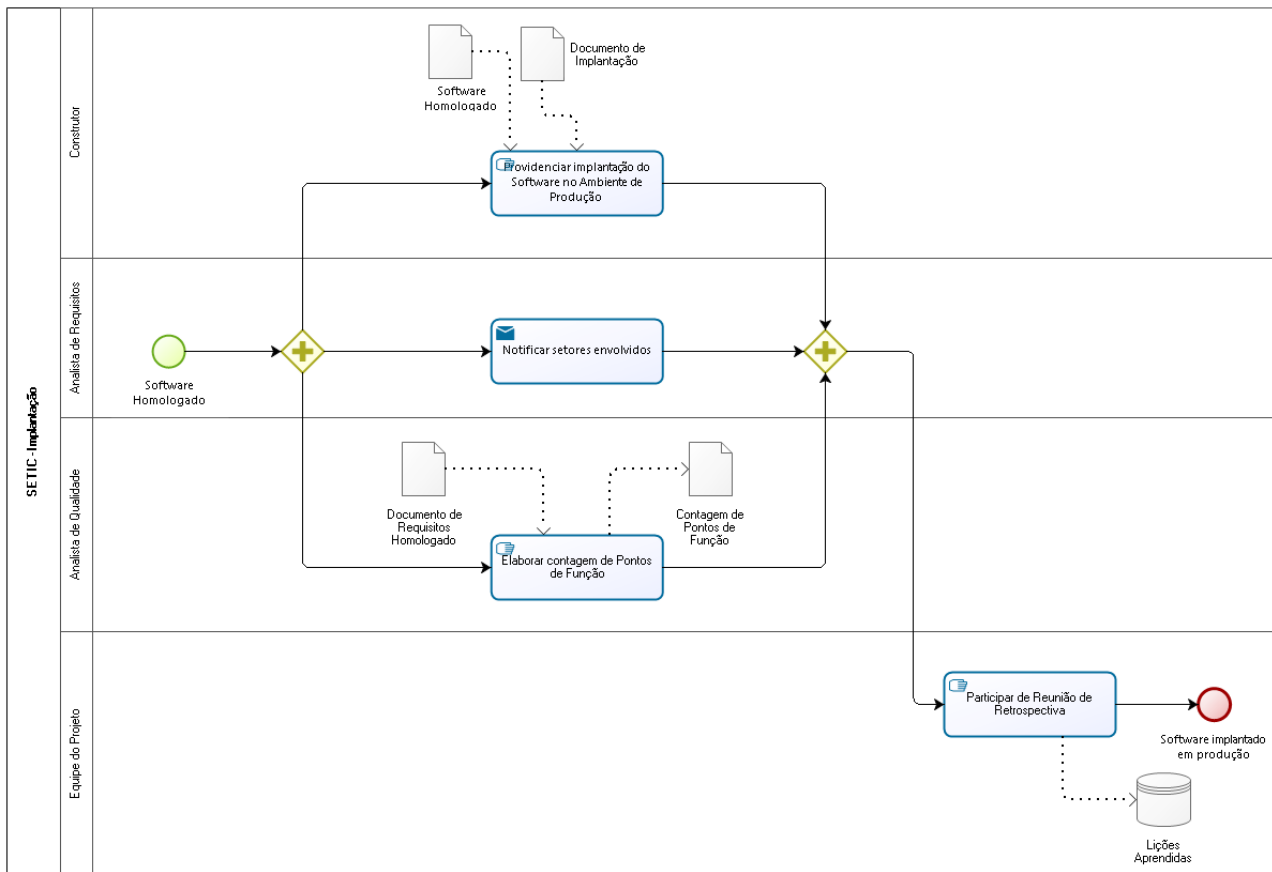 SETIC - Implantação
Construtor
Software
Homologado
Documento de
Implantação
Providenciar implantação do
Software no Ambiente de
Produção
Analista de Requisitos
Software
Homologado
Notificar setores envolvidos
Analista de Qualidade
Documento de
Requisitos
Homologado
Contagem de
Pontos de
Função
Elaborar contagem de Pontos
de Função
Equipe do Projeto
Participar de Reunião de
Retrospectiva
Software implantado
em produção
Lições
Aprendidas